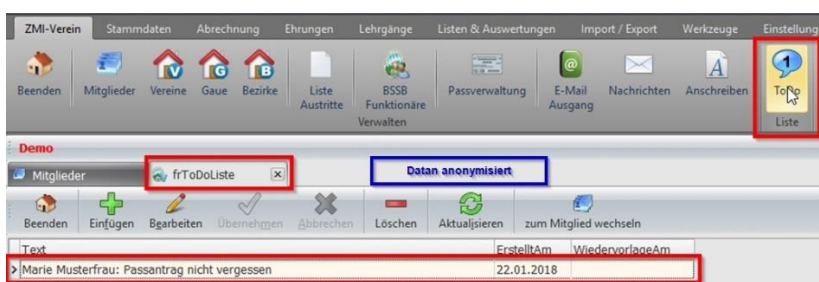 ZMI-Verein Stammdaten Abrechnung Ehrungen Lehrgänge Listen & Auswertungen Import / Export Werkzeuge Einstellung
V G B @ A 1
Beenden Mitglieder Vereine Gaue Bezirke Liste Austritte BSSB Funktionäre Passverwaltung E-Mail Ausgang Nachrichten Anschreiben ToDo
Verwalten Liste
Demo
Mitglieder frToDoListe x Datan anonymisiert
Beenden Einfügen Bearbeiten Übernehmen Abbrechen Löschen Aktualisieren zum Mitglied wechseln
Text ErstelltAm WiedervorlageAm
Marie Musterfrau: Passantrag nicht vergessen 22.01.2018